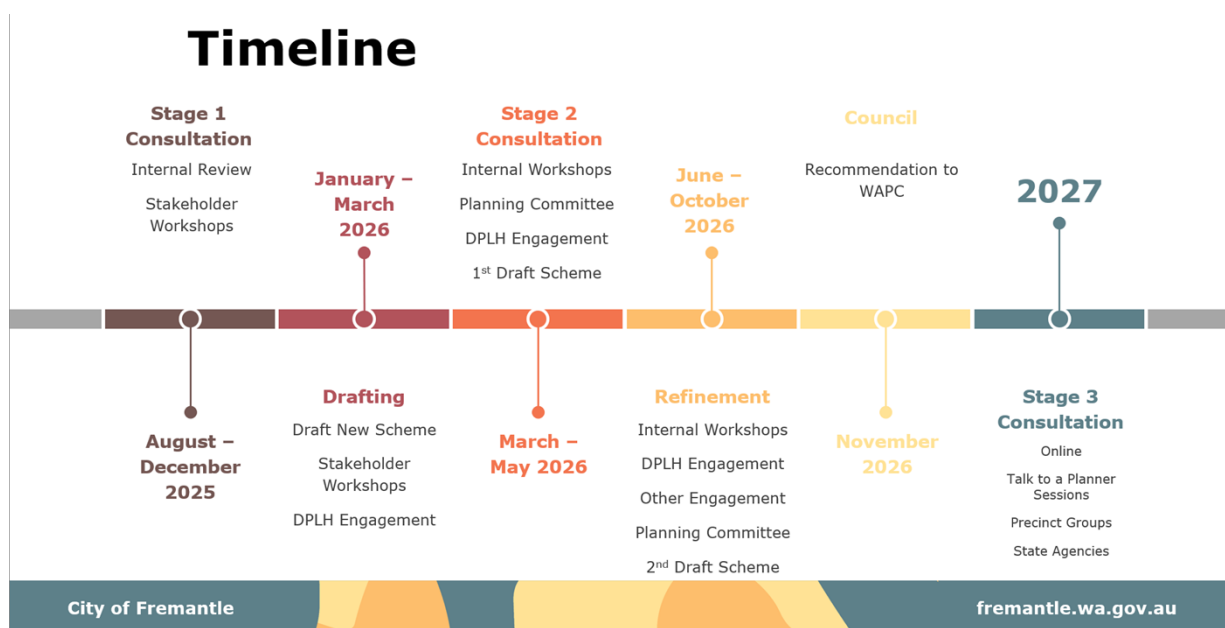 Timeline
Stage 1
Consultation
Internal Review
Stakeholder
Workshops
August –
December
2025
January –
March
2026
Drafting
Draft New Scheme
Stakeholder
Workshops
DPLH Engagement
Stage 2
Consultation
Internal Workshops
Planning Committee
DPLH Engagement
1st Draft Scheme
March –
May 2026
June –
October
2026
Refinement
Internal Workshops
DPLH Engagement
Other Engagement
Planning Committee
2nd Draft Scheme
Council
Recommendation to
WAPC
November
2026
2027
Stage 3
Consultation
Online
Talk to a Planner
Sessions
Precinct Groups
State Agencies
City of Fremantle
fremantle.wa.gov.au